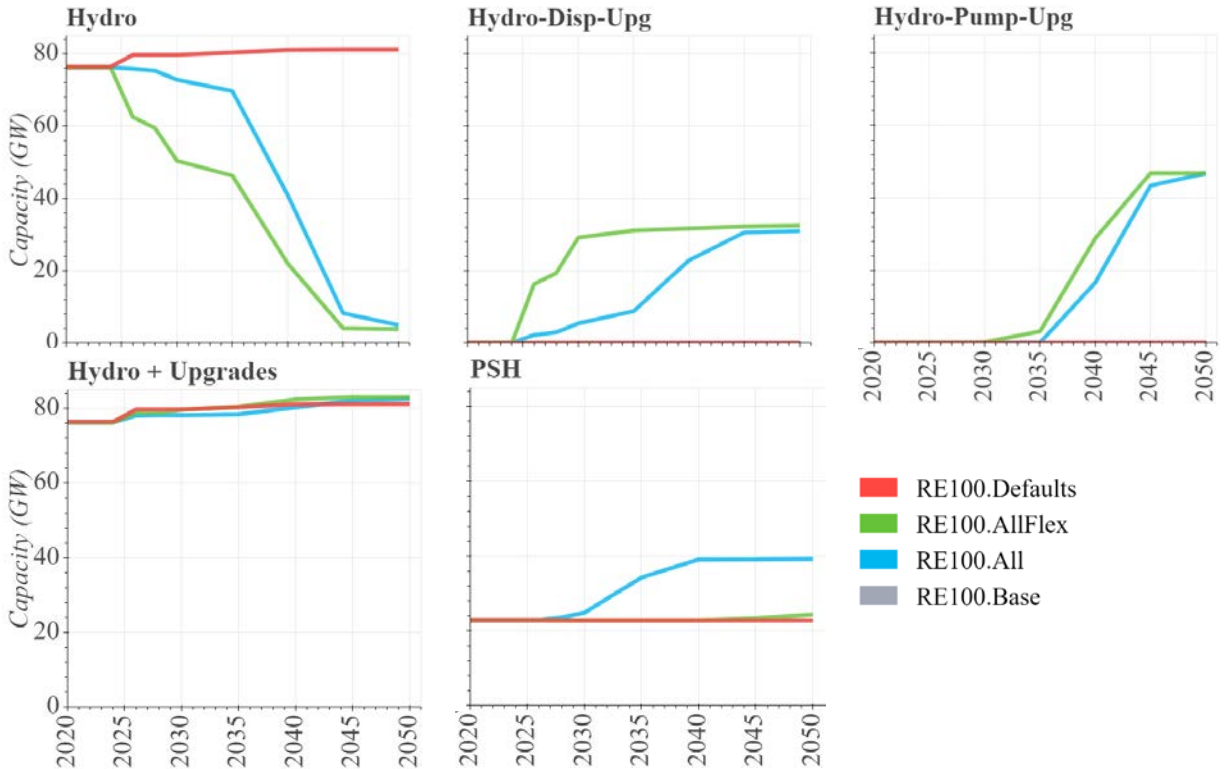 Hydro
Hydro-Disp-Upg
Hydro-Pump-Upg
Capacity (GW)
80
60
40
20
0
2020
2025
2030
2035
2040
2045
2050
Hydro + Upgrades
PSH
Capacity (GW)
80
60
40
20
0
2020
2025
2030
2035
2040
2045
2050
2020
2025
2030
2035
2040
2045
2050
RE100.Defaults
RE100.AllFlex
RE100.All
RE100.Base